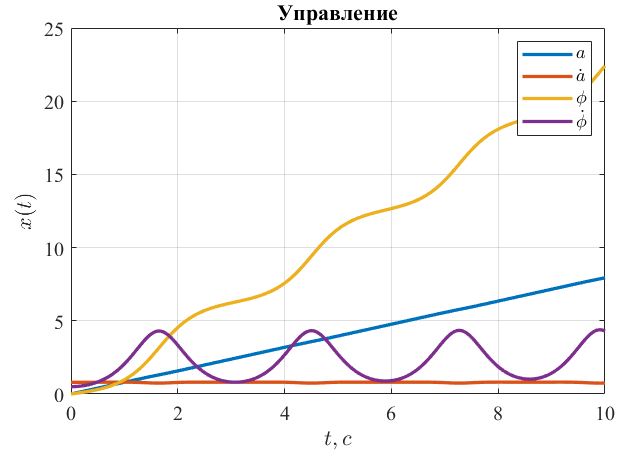 Управление
25
20
15
10
5
0
x(t)
0 2 4 6 8 10
t, c
a
ȧ
ϕ
ϕ̇